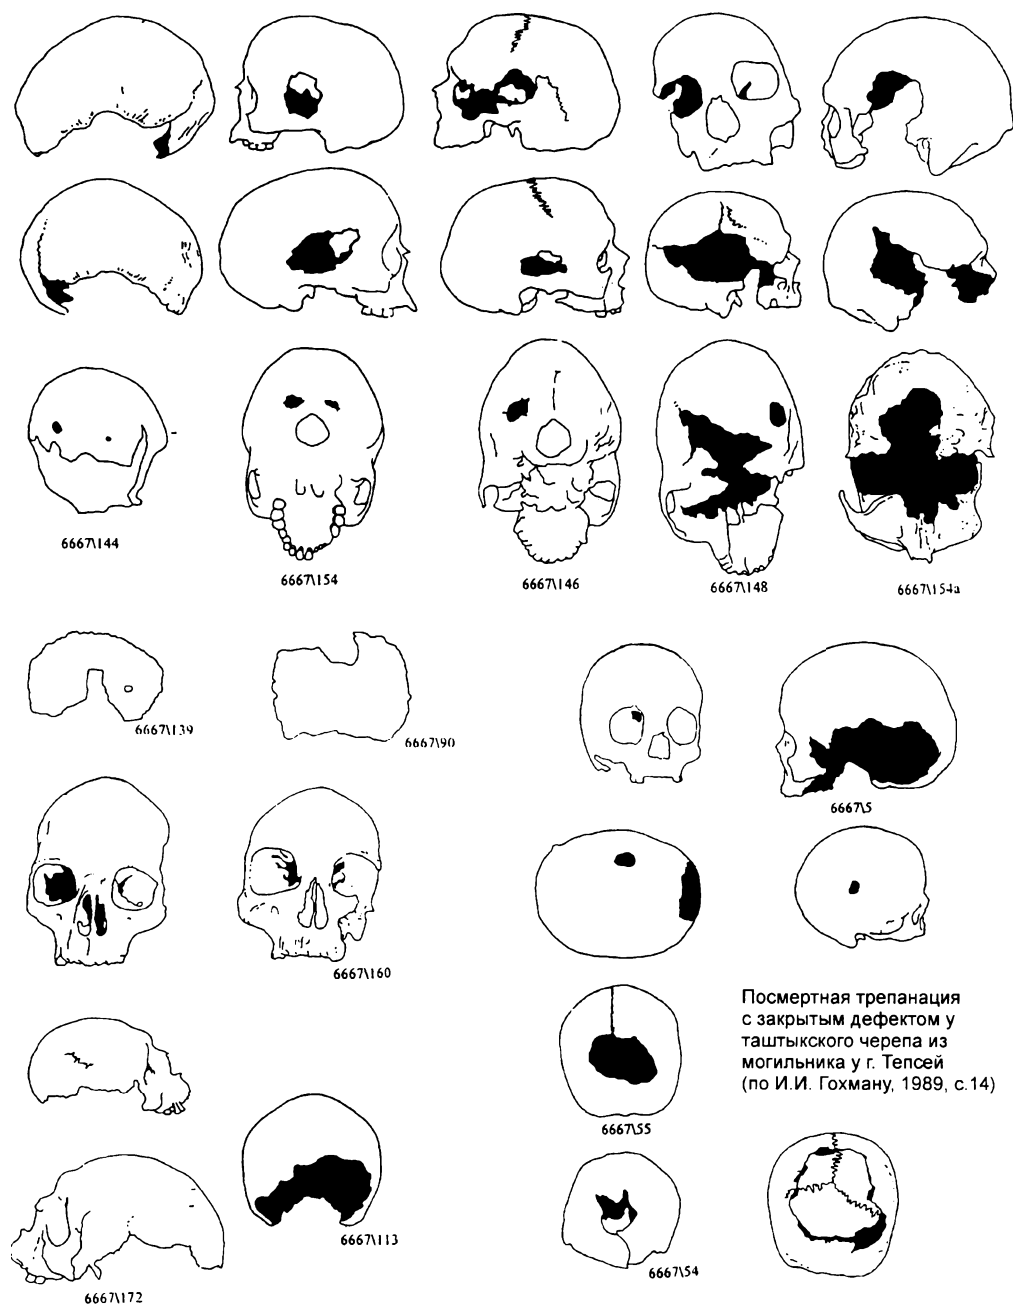 6667\144
6667\154
6667\146
6667\148
6667\154а
6667\139
6667\90
6667\5
6667\160
Посмертная трепанация
с закрытым дефектом у
таштыкского черепа из
могильника у г. Тепсей
(по И.И. Гохману, 1989, с.14)
6667\55
6667\113
6667\54
6667\172